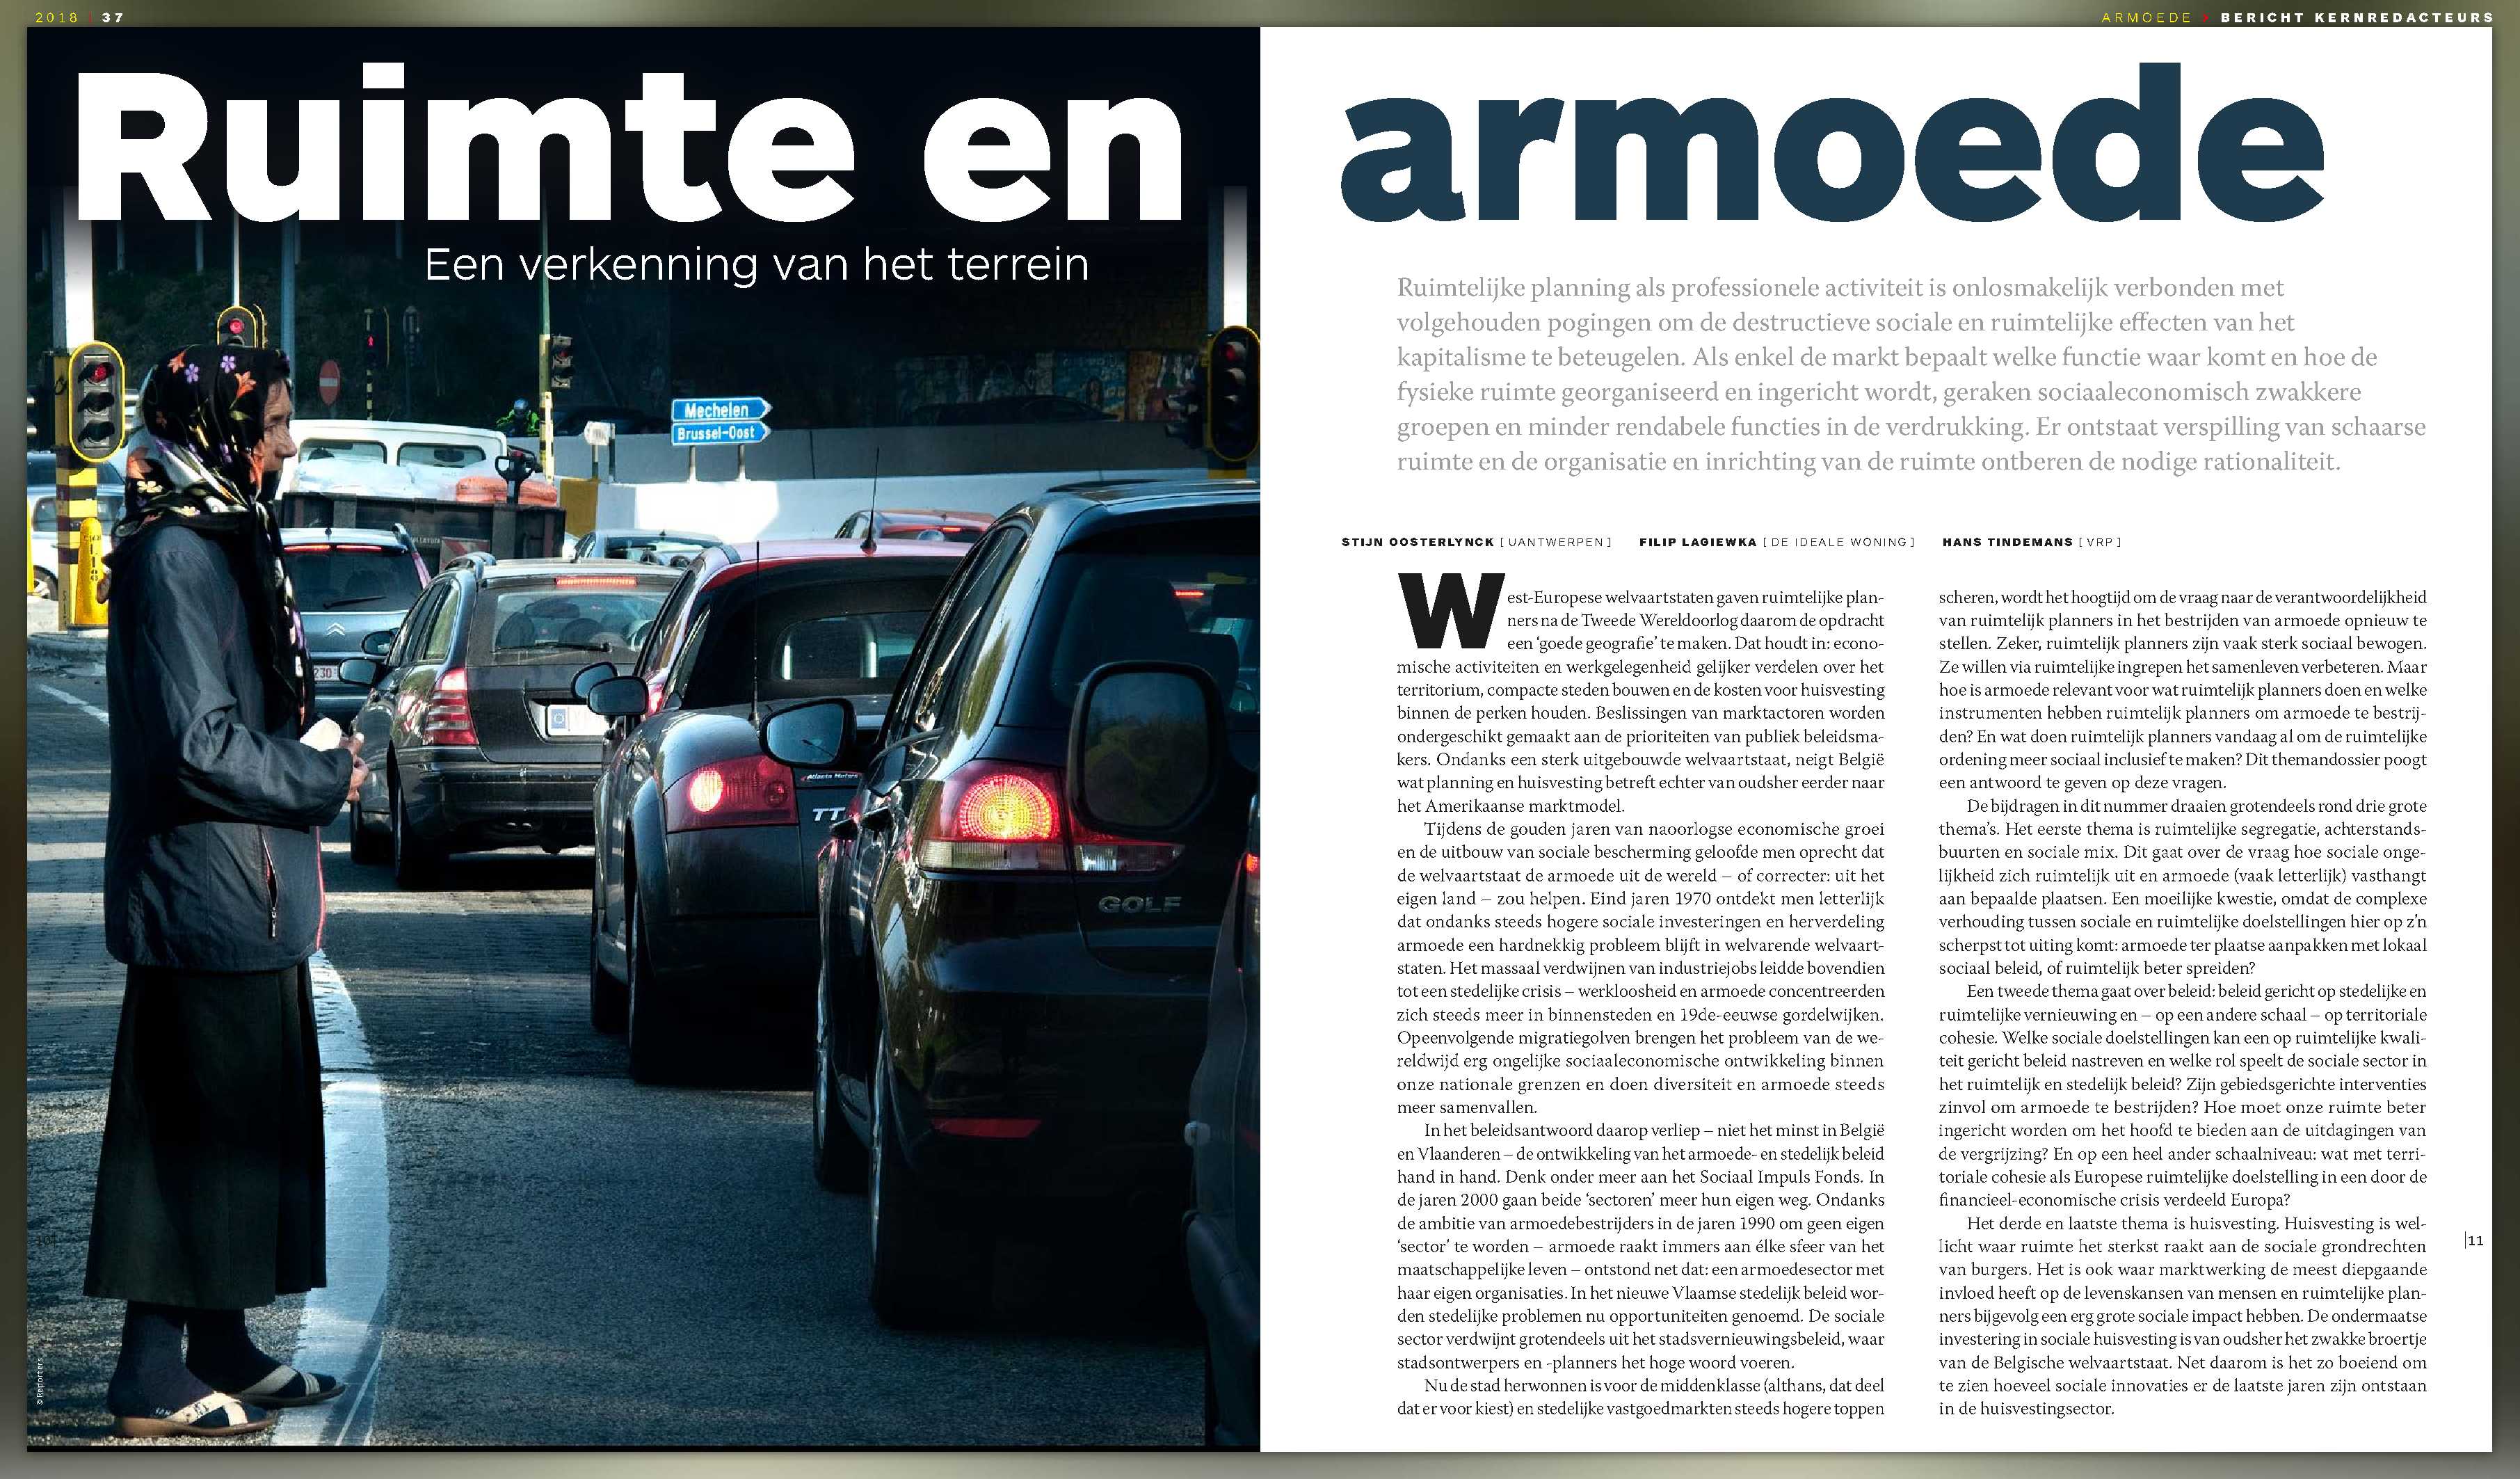 2018 | 37
ARMOEDE > BERICHT KERNREDACTEURS
Ruimte en armoede
Een verkenning van het terrein
Mechelen
Brussel-Oost
TT
GOLF
© Reporters
Ruimtelijke planning als professionele activiteit is onlosmakelijk verbonden met
volgehouden pogingen om de destructieve sociale en ruimtelijke effecten van het
kapitalisme te beteugelen. Als enkel de markt bepaalt welke functie waar komt en hoe de
fysieke ruimte georganiseerd en ingericht wordt, geraken sociaaleconomisch zwakkere
groepen en minder rendabele functies in de verdrukking. Er ontstaat verspilling van schaarse
ruimte en de organisatie en inrichting van de ruimte ontberen de nodige rationaliteit.
STIJN OOSTERLYNCK [ UANTWERPEN ] FILIP LAGIEWKA [ DE IDEALE WONING ] HANS TINDEMANS [ VRP ]
West-Europese welvaartstaten gaven ruimtelijke plan-
ners na de Tweede Wereldoorlog daarom de opdracht
een ‘goede geografie’ te maken. Dat houdt in: econo-
mische activiteiten en werkgelegenheid gelijker verdelen over het
territorium, compacte steden bouwen en de kosten voor huisvesting
binnen de perken houden. Beslissingen van marktactoren worden
ondergeschikt gemaakt aan de prioriteiten van publiek beleidsma-
kers. Ondanks een sterk uitgebouwde welvaartstaat, neigt België
wat planning en huisvesting betreft echter van oudsher eerder naar
het Amerikaanse marktmodel.
Tijdens de gouden jaren van naoorlogse economische groei
en de uitbouw van sociale bescherming geloofde men oprecht dat
de welvaartstaat de armoede uit de wereld – of correcter: uit het
eigen land – zou helpen. Eind jaren 1970 ontdekt men letterlijk
dat ondanks steeds hogere sociale investeringen en herverdeling
armoede een hardnekkig probleem blijft in welvarende welvaart-
staten. Het massaal verdwijnen van industriejobs leidde bovendien
tot een stedelijke crisis – werkloosheid en armoede concentreerden
zich steeds meer in binnensteden en 19de-eeuwse gordelwijken.
Opeenvolgende migratiegolven brengen het probleem van de we-
reldwijd erg ongelijke sociaaleconomische ontwikkeling binnen
onze nationale grenzen en doen diversiteit en armoede steeds
meer samenvallen.
In het beleidsantwoord daarop verliep – niet het minst in België
en Vlaanderen – de ontwikkeling van het armoede- en stedelijk beleid
hand in hand. Denk onder meer aan het Sociaal Impuls Fonds. In
de jaren 2000 gaan beide ‘sectoren’ meer hun eigen weg. Ondanks
de ambitie van armoedebestrijders in de jaren 1990 om geen eigen
‘sector’ te worden – armoede raakt immers aan élke sfeer van het
maatschappelijke leven – ontstond net dat: een armoedesector met
haar eigen organisaties. In het nieuwe Vlaamse stedelijk beleid wor-
den stedelijke problemen nu opportuniteiten genoemd. De sociale
sector verdwijnt grotendeels uit het stadsvernieuwingsbeleid, waar
stadsontwerpers en -planners het hoge woord voeren.
Nu de stad herwonnen is voor de middenklasse (althans, dat deel
dat er voor kiest) en stedelijke vastgoedmarkten steeds hogere toppen
scheren, wordt het hoogtijd om de vraag naar de verantwoordelijkheid
van ruimtelijk planners in het bestrijden van armoede opnieuw te
stellen. Zeker, ruimtelijk planners zijn vaak sterk sociaal bewogen.
Ze willen via ruimtelijke ingrepen het samenleven verbeteren. Maar
hoe is armoede relevant voor wat ruimtelijk planners doen en welke
instrumenten hebben ruimtelijk planners om armoede te bestrij-
den? En wat doen ruimtelijk planners vandaag al om de ruimtelijke
ordening meer sociaal inclusief te maken? Dit themandossier poogt
een antwoord te geven op deze vragen.
De bijdragen in dit nummer draaien grotendeels rond drie grote
thema’s. Het eerste thema is ruimtelijke segregatie, achterstands-
buurten en sociale mix. Dit gaat over de vraag hoe sociale onge-
lijkheid zich ruimtelijk uit en armoede (vaak letterlijk) vasthangt
aan bepaalde plaatsen. Een moeilijke kwestie, omdat de complexe
verhouding tussen sociale en ruimtelijke doelstellingen hier op z’n
scherpst tot uiting komt: armoede ter plaatse aanpakken met lokaal
sociaal beleid, of ruimtelijk beter spreiden?
Een tweede thema gaat over beleid: beleid gericht op stedelijke en
ruimtelijke vernieuwing en – op een andere schaal – op territoriale
cohesie. Welke sociale doelstellingen kan een op ruimtelijke kwali-
teit gericht beleid nastreven en welke rol speelt de sociale sector in
het ruimtelijk en stedelijk beleid? Zijn gebiedsgerichte interventies
zinvol om armoede te bestrijden? Hoe moet onze ruimte beter
ingericht worden om het hoofd te bieden aan de uitdagingen van
de vergrijzing? En op een heel ander schaalniveau: wat met terri-
toriale cohesie als Europese ruimtelijke doelstelling in een door de
financieel-economische crisis verdeeld Europa?
Het derde en laatste thema is huisvesting. Huisvesting is wel-
licht waar ruimte het sterkst raakt aan de sociale grondrechten
van burgers. Het is ook waar marktwerking de meest diepgaande
invloed heeft op de levenskansen van mensen en ruimtelijke plan-
ners bijgevolg een erg grote sociale impact hebben. De ondermaatse
investering in sociale huisvesting is van oudsher het zwakke broertje
van de Belgische welvaartstaat. Net daarom is het zo boeiend om
te zien hoeveel sociale innovaties er de laatste jaren zijn ontstaan
in de huisvestingsector.
|11